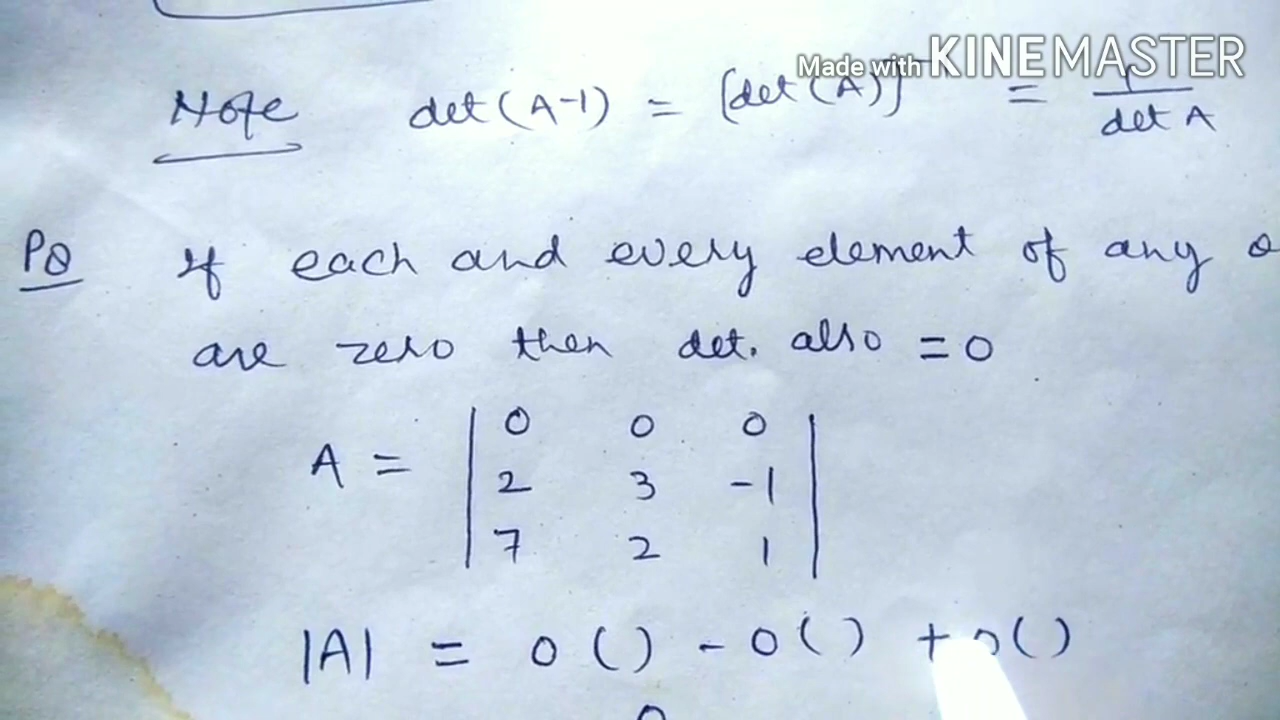 Made with KINEMASTER
Note det(A-1) = [det(A)]⁻ = 1/det A
P8 If each and every element of any
are zero then det. also = 0
A = | 0 0 0 |
| 2 3 -1 |
| 7 2 1 |
|A| = 0 ( ) - 0 ( ) + 0 ( )